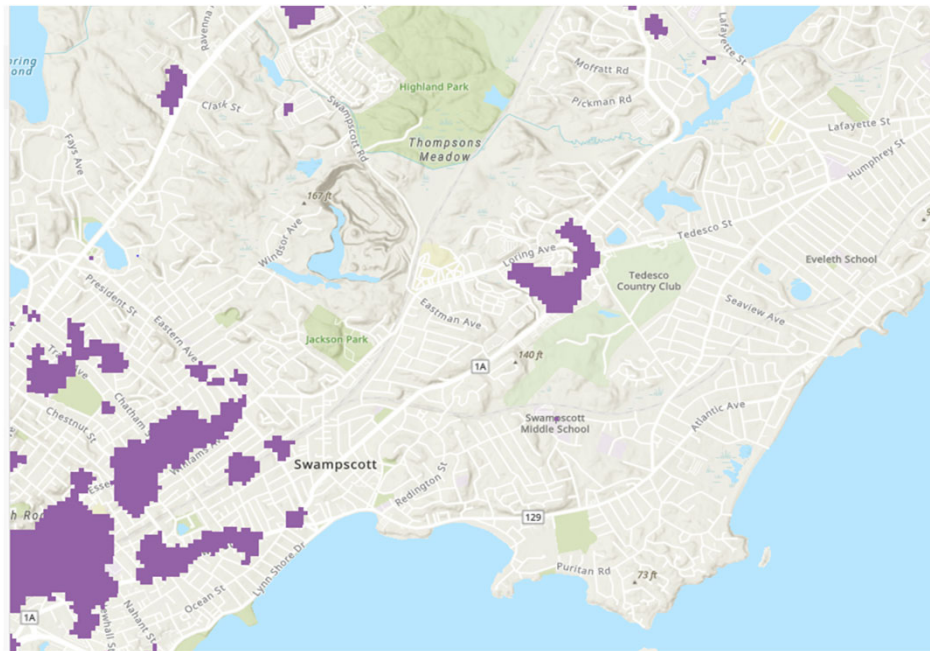 Ravenna
Lafayette St
Moffatt Rd
Highland Park
Clark St
Swampscott Rd
Pickman Rd
Lafayette St
Thompsons
Meadow
Humphrey St
Fays Ave
167 ft
Windsor Ave
Tedesco St
Loring Ave
Eveleth School
Tedesco
Country Club
President St
Eastman Ave
Seaview Ave
Eastern Ave
Jackson Park
140 ft
1A
Chatham S
Chestnut St
Atlantic Ave
Swampscott
Middle School
Swampscott
Redington St
129
Lynn Shore Dr
Puritan Rd
73 ft
Ocean St
Nahant St
1A